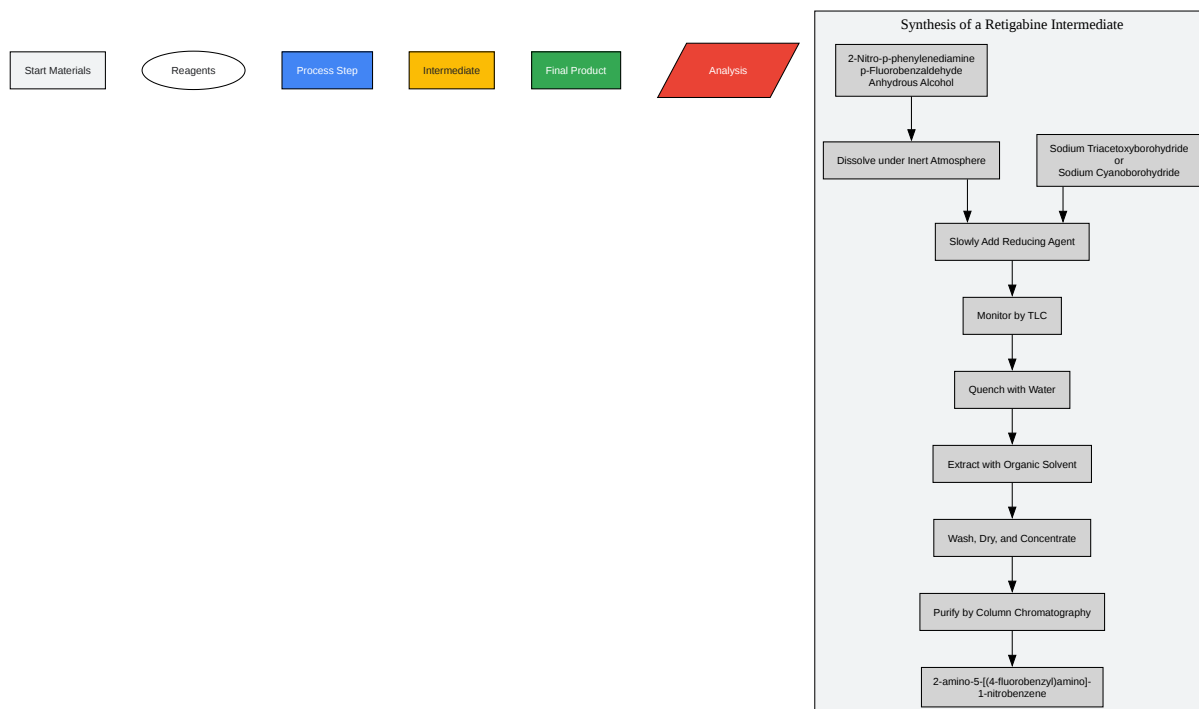 Start Materials
Reagents
Process Step
Intermediate
Final Product
Analysis
Synthesis of a Retigabine Intermediate
2-Nitro-p-phenylenediamine
p-Fluorobenzaldehyde
Anhydrous Alcohol
Dissolve under Inert Atmosphere
Sodium Triacetoxyborohydride
or
Sodium Cyanoborohydride
Slowly Add Reducing Agent
Monitor by TLC
Quench with Water
Extract with Organic Solvent
Wash, Dry, and Concentrate
Purify by Column Chromatography
2-amino-5-[(4-fluorobenzyl)amino]-
1-nitrobenzene